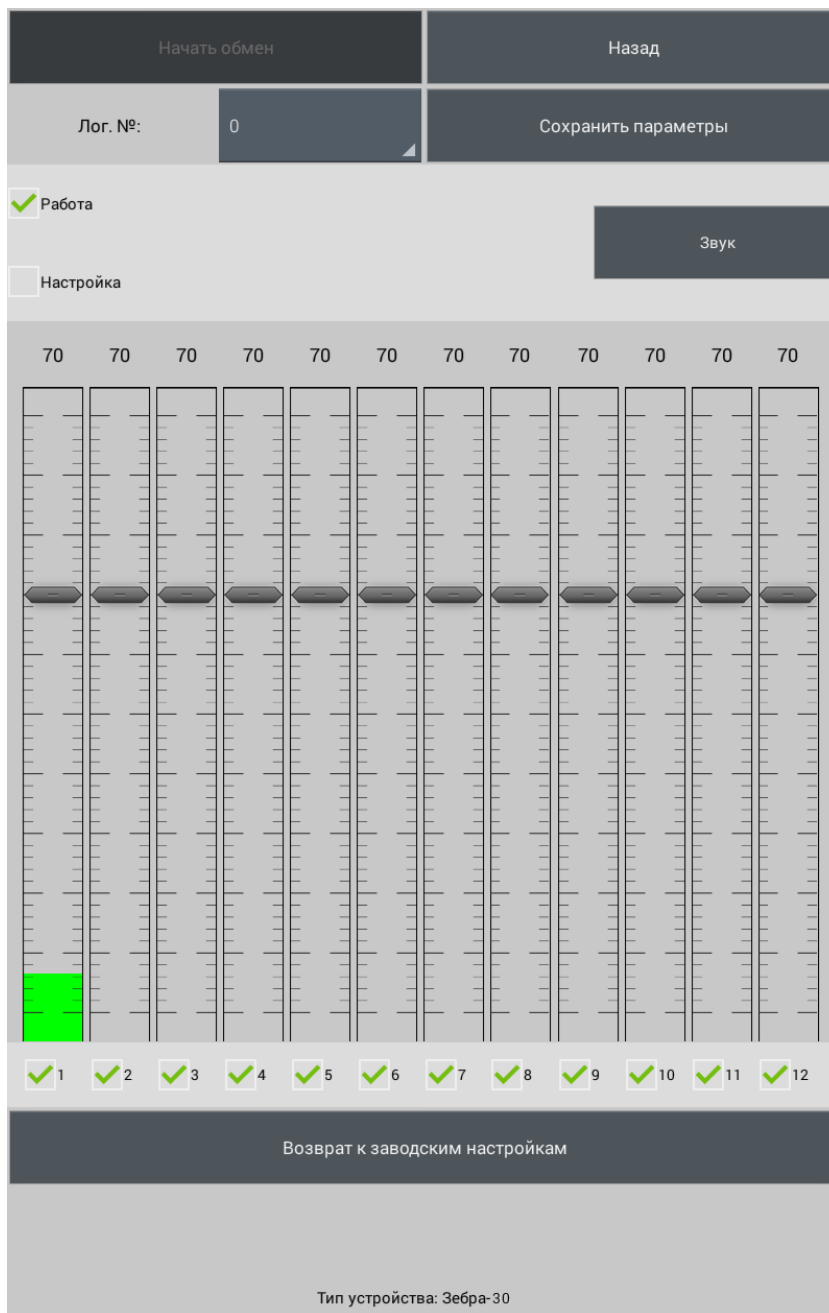 Начать обмен Назад
Лог. №: 0 Сохранить параметры
Работа
Звук
Настройка
70 70 70 70 70 70 70 70 70 70 70 70
1 2 3 4 5 6 7 8 9 10 11 12
Возврат к заводским настройкам
Тип устройства: Зебра-30